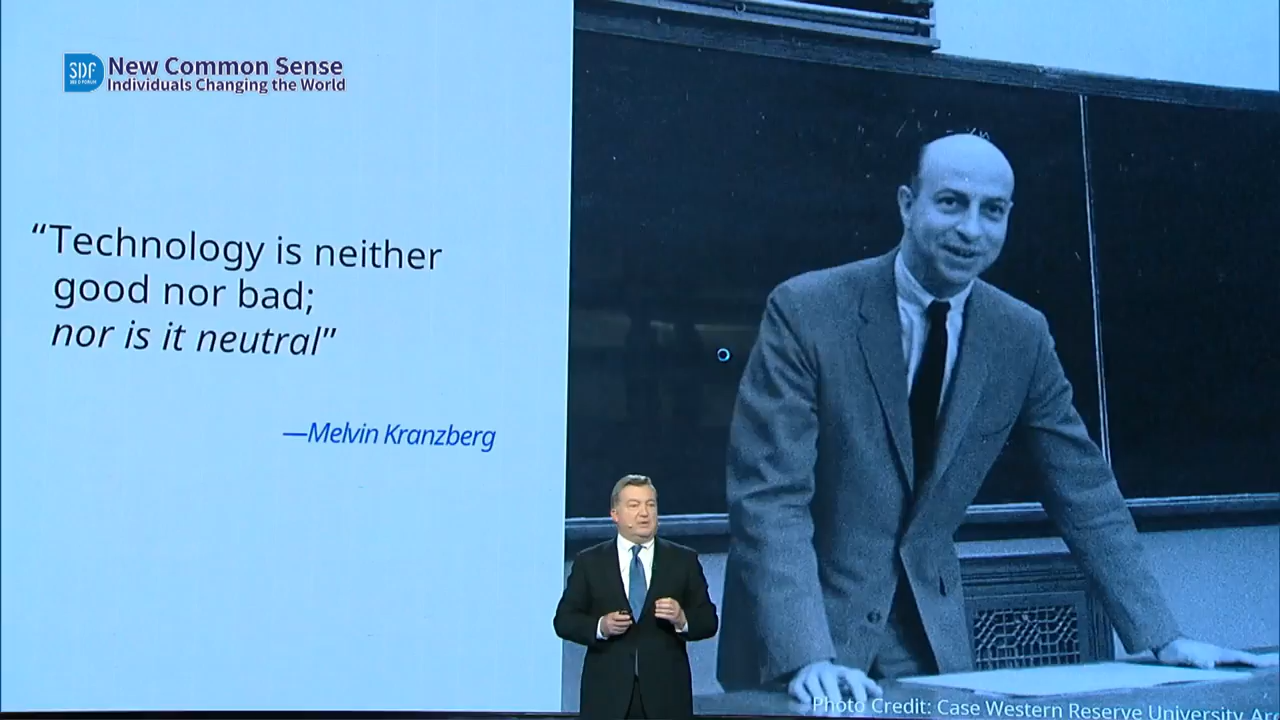 SDF
New Common Sense
Individuals Changing the World
“Technology is neither
good nor bad;
nor is it neutral”
—Melvin Kranzberg
Photo Credit: Case Western Reserve University Ar